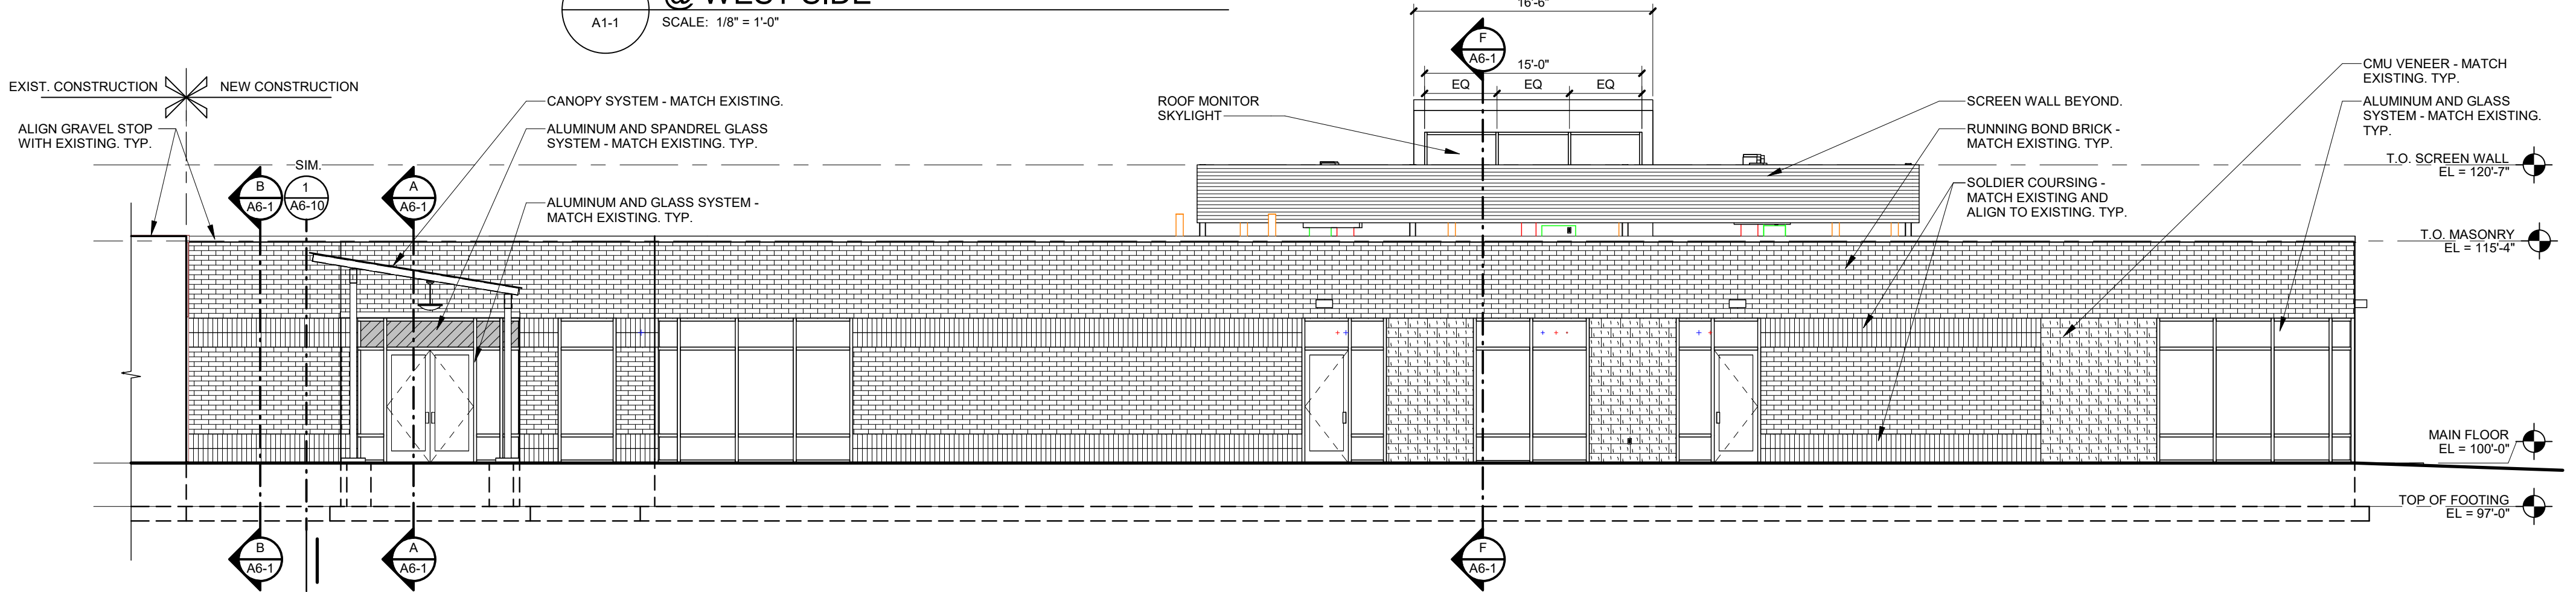 @ WEST SIDE
A1-1
SCALE: 1/8" = 1'-0"
16'-6"
F
A6-1
15'-0"
EQ
EQ
EQ
EXIST. CONSTRUCTION
NEW CONSTRUCTION
ALIGN GRAVEL STOP
WITH EXISTING. TYP.
CANOPY SYSTEM - MATCH EXISTING.
ALUMINUM AND SPANDREL GLASS
SYSTEM - MATCH EXISTING. TYP.
ALUMINUM AND GLASS SYSTEM -
MATCH EXISTING. TYP.
SIM.
B
A6-1
1
A6-10
A
A6-1
ROOF MONITOR
SKYLIGHT
SCREEN WALL BEYOND.
RUNNING BOND BRICK -
MATCH EXISTING. TYP.
SOLDIER COURSING -
MATCH EXISTING AND
ALIGN TO EXISTING. TYP.
CMU VENEER - MATCH
EXISTING. TYP.
ALUMINUM AND GLASS
SYSTEM - MATCH EXISTING.
TYP.
T.O. SCREEN WALL
EL = 120'-7"
T.O. MASONRY
EL = 115'-4"
MAIN FLOOR
EL = 100'-0"
TOP OF FOOTING
EL = 97'-0"
B
A6-1
A
A6-1
F
A6-1